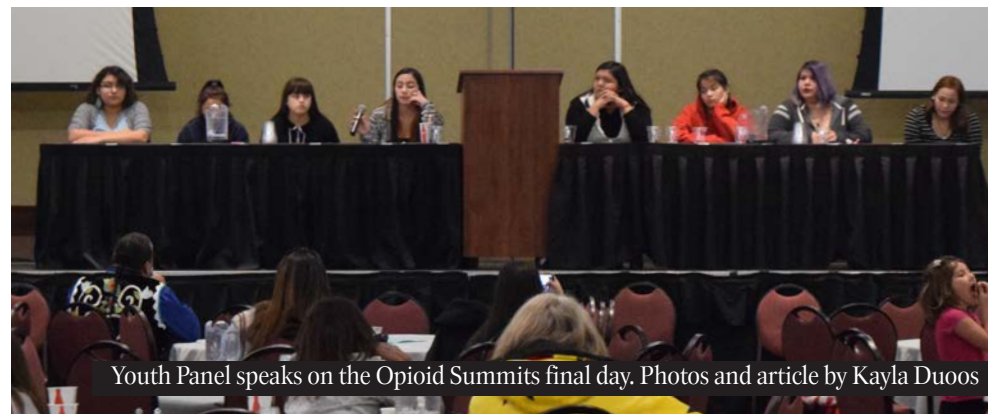 Youth Panel speaks on the Opioid Summits final day. Photos and article by Kayla Duoos